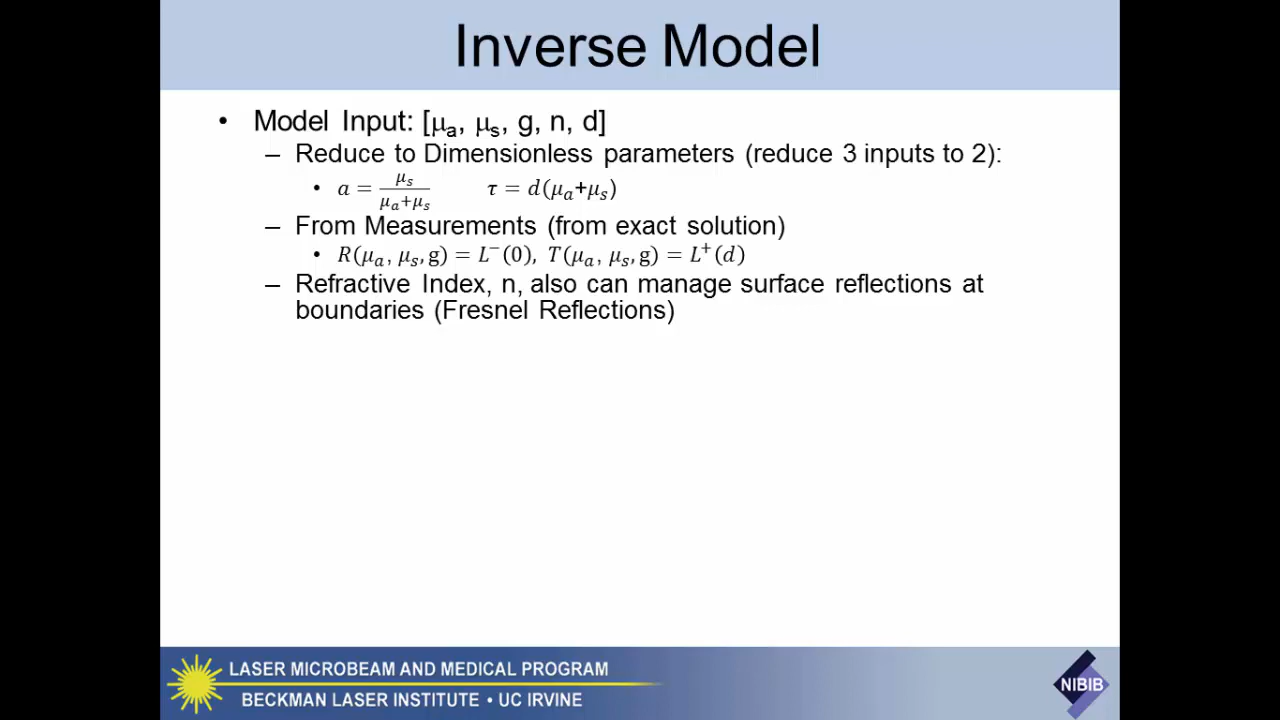 Inverse Model
• Model Input: [μa, μs, g, n, d]
– Reduce to Dimensionless parameters (reduce 3 inputs to 2):
• a = μs / (μa+μs)    τ = d(μa+μs)
– From Measurements (from exact solution)
• R(μa, μs, g) = L⁻(0), T(μa, μs, g) = L⁺(d)
– Refractive Index, n, also can manage surface reflections at
boundaries (Fresnel Reflections)
LASER MICROBEAM AND MEDICAL PROGRAM
BECKMAN LASER INSTITUTE • UC IRVINE
NIBIB